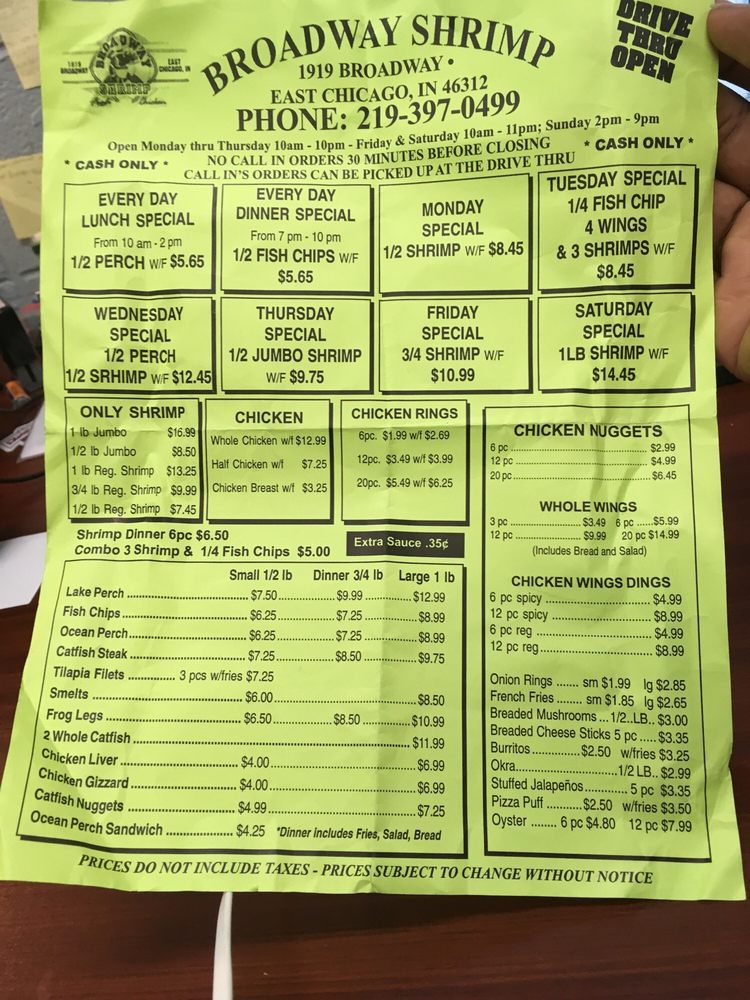 1919 BROADWAY
BROADWAY SHRIMP
EAST CHICAGO, IN
Fish Chicken
BROADWAY SHRIMP
DRIVE THRU OPEN
1919 BROADWAY •
EAST CHICAGO, IN 46312
PHONE: 219-397-0499
Open Monday thru Thursday 10am - 10pm - Friday & Saturday 10am - 11pm; Sunday 2pm - 9pm
* CASH ONLY * NO CALL IN ORDERS 30 MINUTES BEFORE CLOSING * CASH ONLY *
CALL IN'S ORDERS CAN BE PICKED UP AT THE DRIVE THRU
EVERY DAY
LUNCH SPECIAL
From 10 am - 2 pm
1/2 PERCH W/F $5.65
EVERY DAY
DINNER SPECIAL
From 7 pm - 10 pm
1/2 FISH CHIPS W/F
$5.65
MONDAY
SPECIAL
1/2 SHRIMP W/F $8.45
TUESDAY SPECIAL
1/4 FISH CHIP
4 WINGS
& 3 SHRIMPS W/F
$8.45
WEDNESDAY
SPECIAL
1/2 PERCH
1/2 SRHIMP W/F $12.45
THURSDAY
SPECIAL
1/2 JUMBO SHRIMP
W/F $9.75
FRIDAY
SPECIAL
3/4 SHRIMP W/F
$10.99
SATURDAY
SPECIAL
1LB SHRIMP W/F
$14.45
ONLY SHRIMP
1 lb Jumbo $16.99
1/2 lb Jumbo $8.50
1 lb Reg. Shrimp $13.25
3/4 lb Reg. Shrimp $9.99
1/2 lb Reg. Shrimp $7.45
CHICKEN
Whole Chicken w/f $12.99
Half Chicken w/f $7.25
Chicken Breast w/f $3.25
CHICKEN RINGS
6pc. $1.99 w/f $2.69
12pc. $3.49 w/f $3.99
20pc. $5.49 w/f $6.25
Shrimp Dinner 6pc $6.50
Combo 3 Shrimp & 1/4 Fish Chips $5.00
Extra Sauce .35¢
Small 1/2 lb Dinner 3/4 lb Large 1 lb
Lake Perch ..... $7.50 ..... $9.99 ..... $12.99
Fish Chips ..... $6.25 ..... $7.25 ..... $8.99
Ocean Perch ..... $6.25 ..... $7.25 ..... $8.99
Catfish Steak ..... $7.25 ..... $8.50 ..... $9.75
Tilapia Filets ..... 3 pcs w/fries $7.25
Smelts ..... $6.00 ..... $8.50
Frog Legs ..... $6.50 ..... $8.50 ..... $10.99
2 Whole Catfish ..... $11.99
Chicken Liver ..... $4.00 ..... $6.99
Chicken Gizzard ..... $4.00 ..... $6.99
Catfish Nuggets ..... $4.99 ..... $7.25
Ocean Perch Sandwich ..... $4.25 *Dinner includes Fries, Salad, Bread
CHICKEN NUGGETS
6 pc ..... $2.99
12 pc ..... $4.99
20 pc ..... $6.45
WHOLE WINGS
3 pc ..... $3.49 6 pc ..... $5.99
12 pc ..... $9.99 20 pc $14.99
(Includes Bread and Salad)
CHICKEN WINGS DINGS
6 pc spicy ..... $4.99
12 pc spicy ..... $8.99
6 pc reg ..... $4.99
12 pc reg ..... $8.99
Onion Rings ....... sm $1.99 lg $2.85
French Fries ....... sm $1.85 lg $2.65
Breaded Mushrooms ... 1/2..LB.. $3.00
Breaded Cheese Sticks 5 pc ..... $3.35
Burritos ..... $2.50 w/fries $3.25
Okra ..... 1/2 LB.. $2.99
Stuffed Jalapeños ..... 5 pc $3.35
Pizza Puff ..... $2.50 w/fries $3.50
Oyster ........ 6 pc $4.80 12 pc $7.99
PRICES DO NOT INCLUDE TAXES - PRICES SUBJECT TO CHANGE WITHOUT NOTICE